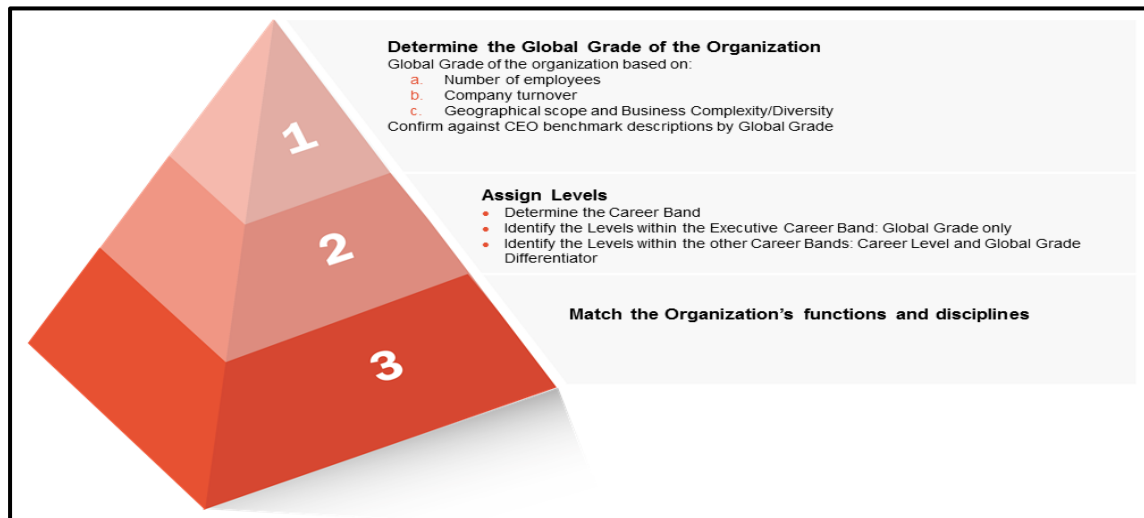 Determine the Global Grade of the Organization
Global Grade of the organization based on:
a. Number of employees
b. Company turnover
c. Geographical scope and Business Complexity/Diversity
Confirm against CEO benchmark descriptions by Global Grade
1
Assign Levels
• Determine the Career Band
• Identify the Levels within the Executive Career Band: Global Grade only
• Identify the Levels within the other Career Bands: Career Level and Global Grade
Differentiator
2
Match the Organization’s functions and disciplines
3